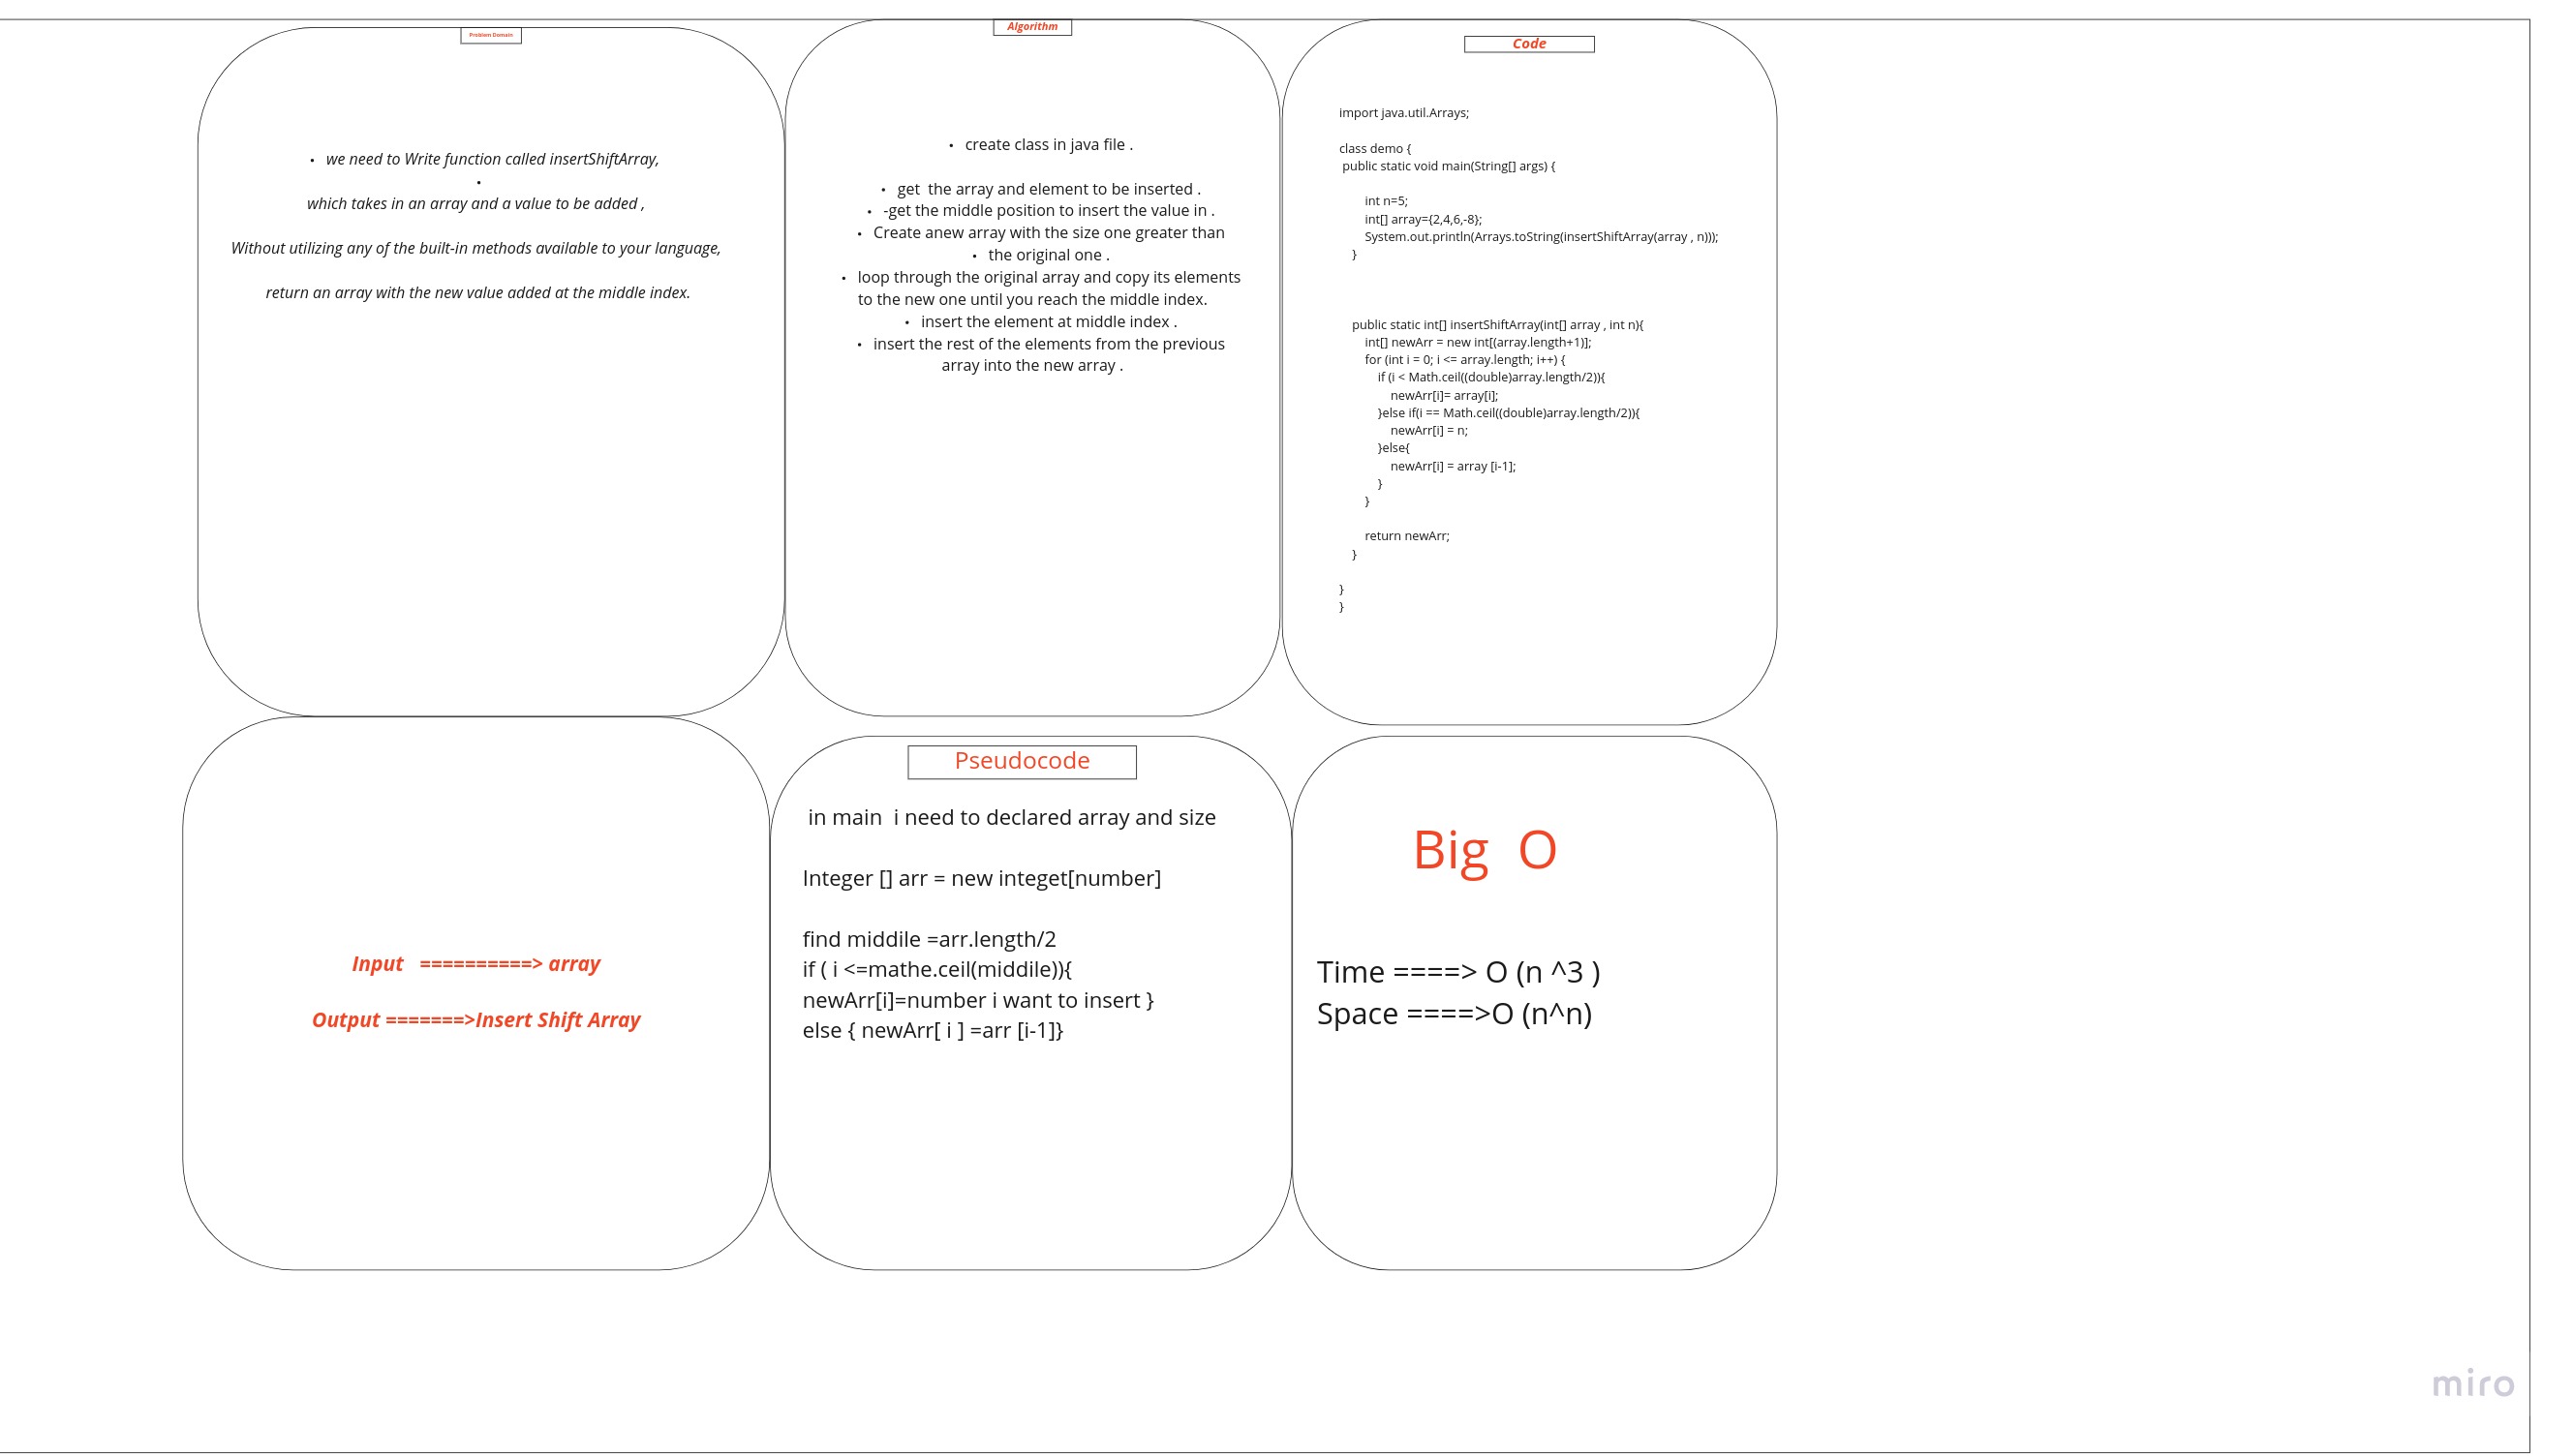 Problem Domain
• we need to Write function called insertShiftArray,
•
which takes in an array and a value to be added ,
Without utilizing any of the built-in methods available to your language,
return an array with the new value added at the middle index.
Algorithm
• create class in java file .
• get  the array and element to be inserted .
• -get the middle position to insert the value in .
• Create anew array with the size one greater than
• the original one .
• loop through the original array and copy its elements
to the new one until you reach the middle index.
• insert the element at middle index .
• insert the rest of the elements from the previous
array into the new array .
Code
import java.util.Arrays;
class demo {
public static void main(String[] args) {
int n=5;
int[] array={2,4,6,-8};
System.out.println(Arrays.toString(insertShiftArray(array , n)));
}
public static int[] insertShiftArray(int[] array , int n){
int[] newArr = new int[(array.length+1)];
for (int i = 0; i <= array.length; i++) {
if (i < Math.ceil((double)array.length/2)){
newArr[i]= array[i];
}else if(i == Math.ceil((double)array.length/2)){
newArr[i] = n;
}else{
newArr[i] = array [i-1];
}
}
return newArr;
}
}
}
Input   ==========> array
Output =======>Insert Shift Array
Pseudocode
in main  i need to declared array and size
Integer [] arr = new integet[number]
find middile =arr.length/2
if ( i <=mathe.ceil(middile)){
newArr[i]=number i want to insert }
else { newArr[ i ] =arr [i-1]}
Big  O
Time ====> O (n ^3 )
Space ====>O (n^n)
miro